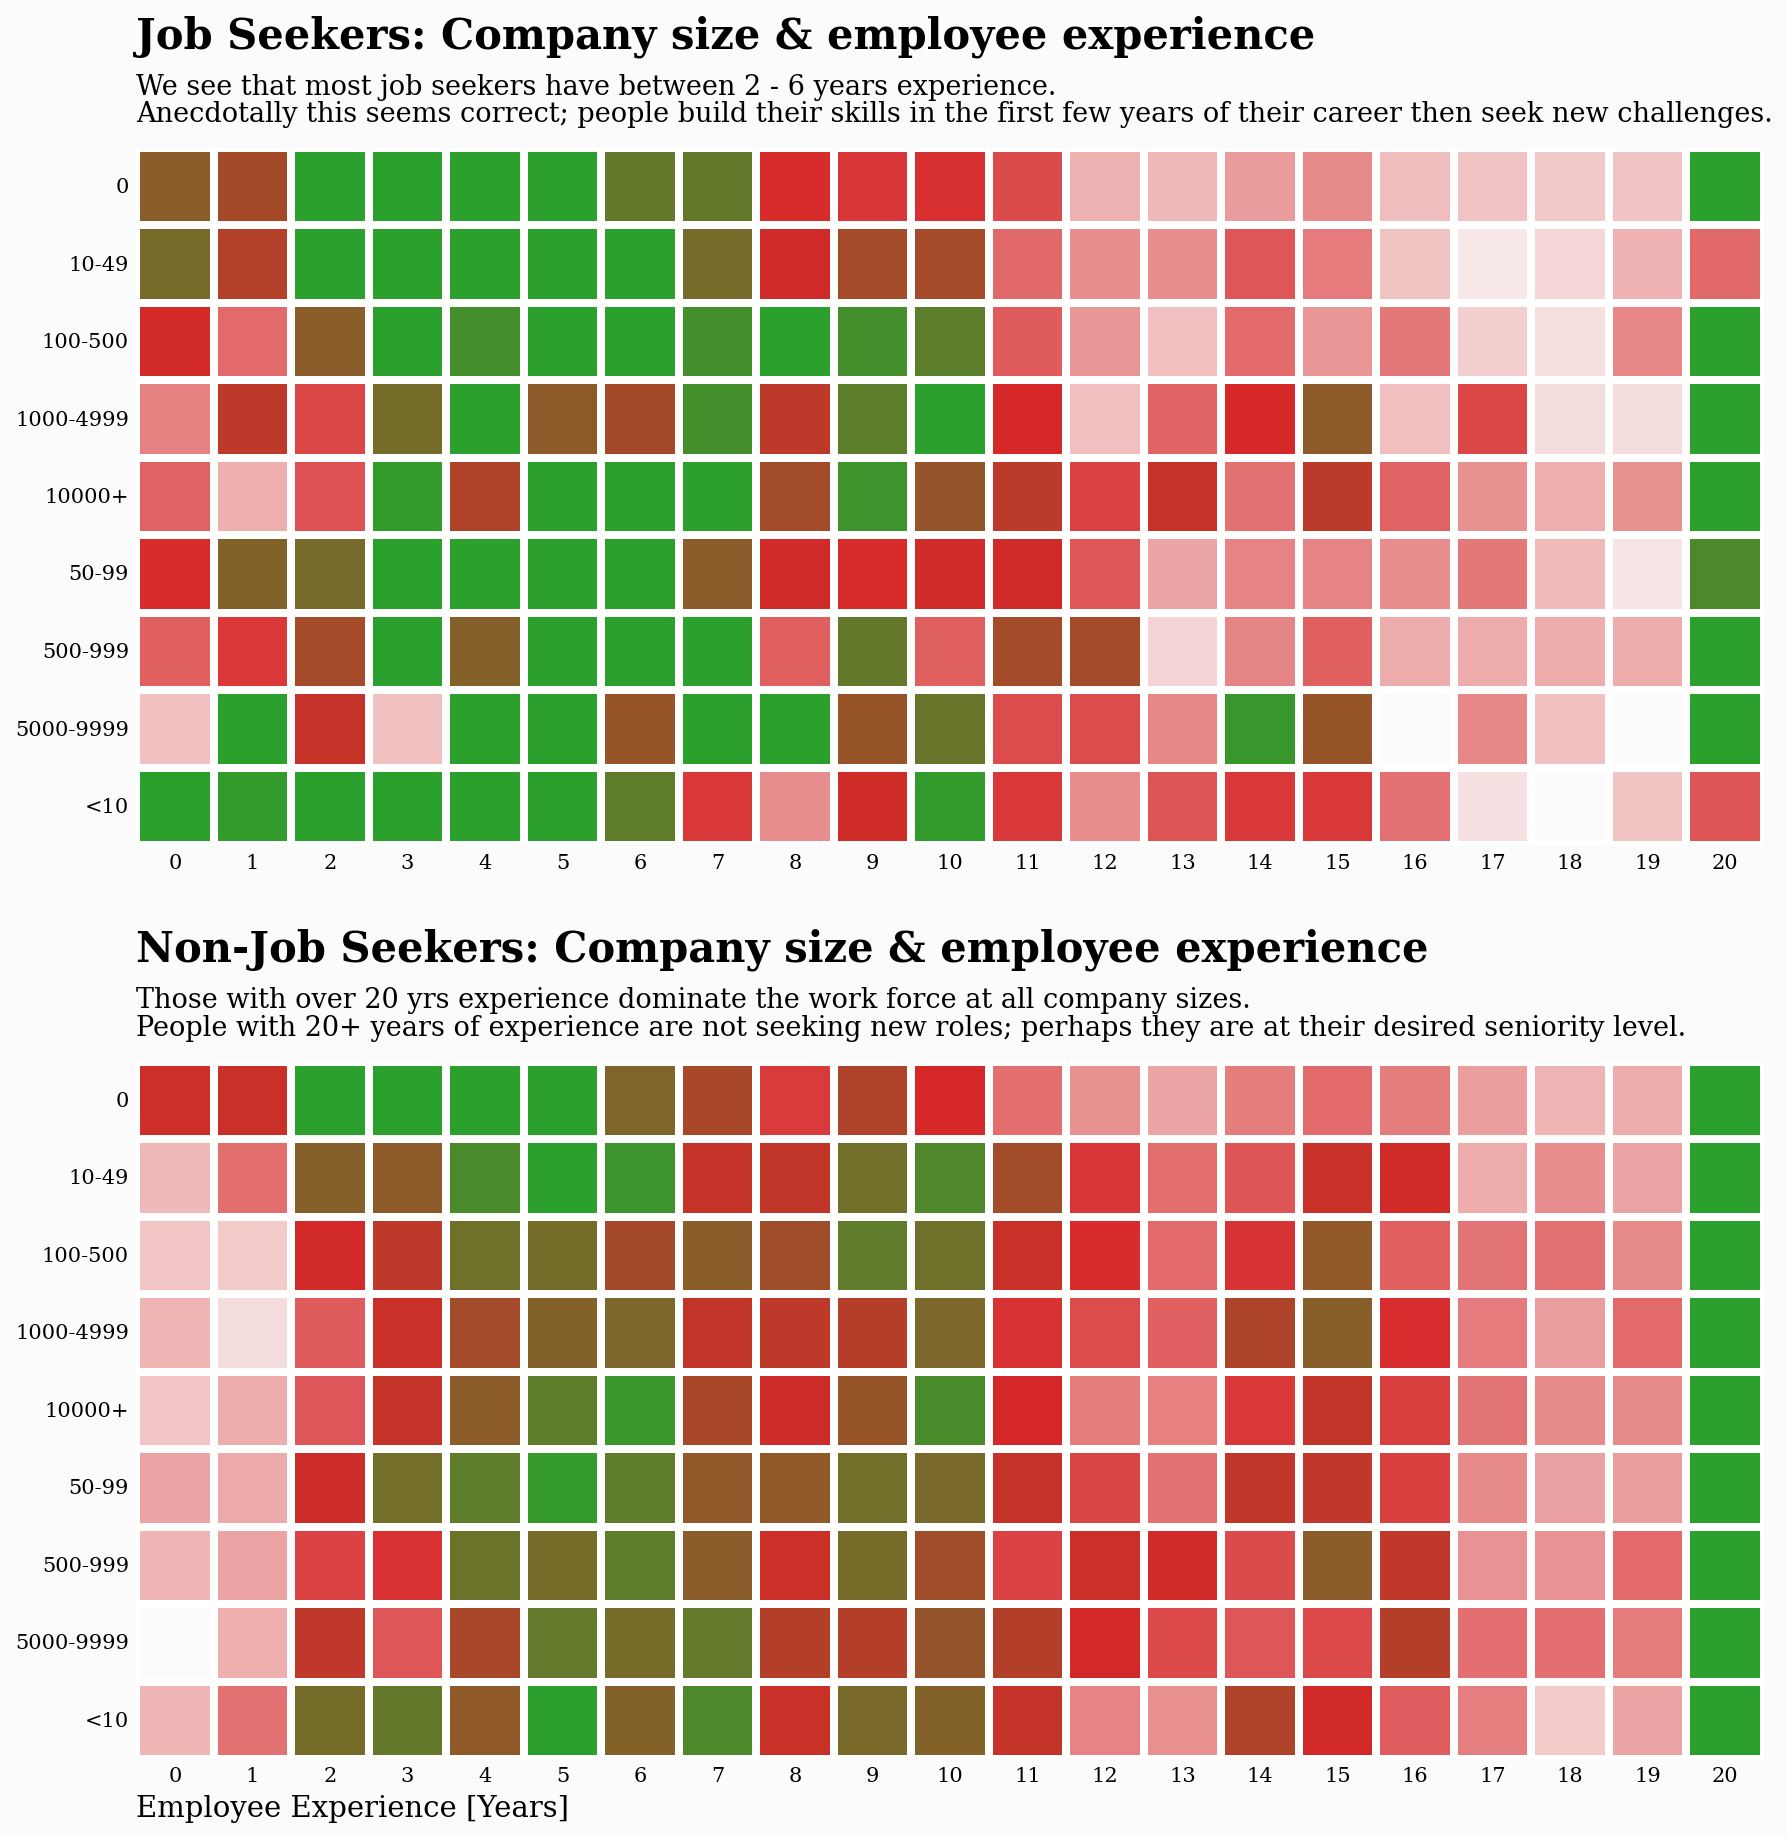 Job Seekers: Company size & employee experience
We see that most job seekers have between 2 - 6 years experience.
Anecdotally this seems correct; people build their skills in the first few years of their career then seek new challenges.
0
10-49
100-500
1000-4999
10000+
50-99
500-999
5000-9999
<10
0 1 2 3 4 5 6 7 8 9 10 11 12 13 14 15 16 17 18 19 20
Non-Job Seekers: Company size & employee experience
Those with over 20 yrs experience dominate the work force at all company sizes.
People with 20+ years of experience are not seeking new roles; perhaps they are at their desired seniority level.
0
10-49
100-500
1000-4999
10000+
50-99
500-999
5000-9999
<10
0 1 2 3 4 5 6 7 8 9 10 11 12 13 14 15 16 17 18 19 20
Employee Experience [Years]